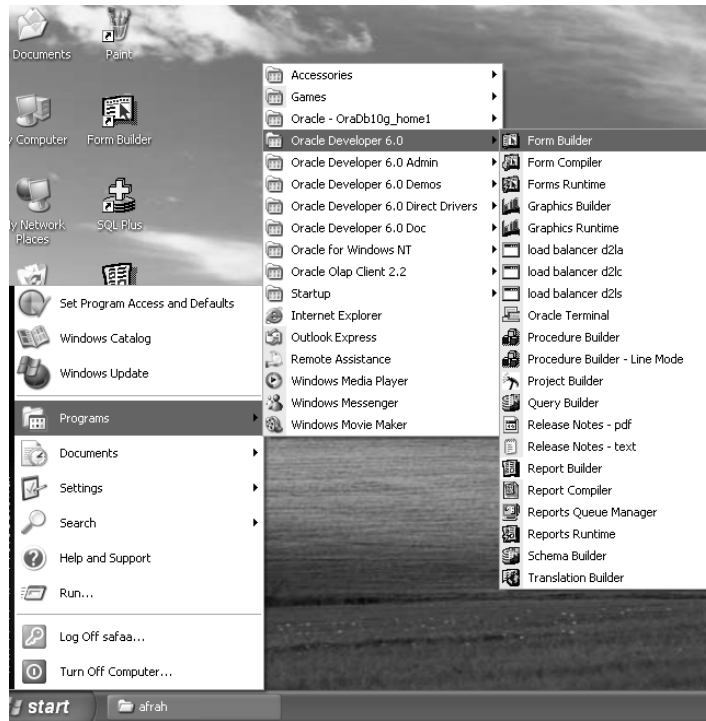 Documents
Paint
Computer
Form Builder
Network Places
SQL Plus
Set Program Access and Defaults
Windows Catalog
Windows Update
Programs
Documents
Settings
Search
Help and Support
Run...
Log Off safaa...
Turn Off Computer...
Accessories
Games
Oracle - OraDb10g_home1
Oracle Developer 6.0
Oracle Developer 6.0 Admin
Oracle Developer 6.0 Demos
Oracle Developer 6.0 Direct Drivers
Oracle Developer 6.0 Doc
Oracle for Windows NT
Oracle Olap Client 2.2
Startup
Internet Explorer
Outlook Express
Remote Assistance
Windows Media Player
Windows Messenger
Windows Movie Maker
Form Builder
Form Compiler
Forms Runtime
Graphics Builder
Graphics Runtime
load balancer d2la
load balancer d2lc
load balancer d2ls
Oracle Terminal
Procedure Builder
Procedure Builder - Line Mode
Project Builder
Query Builder
Release Notes - pdf
Release Notes - text
Report Builder
Report Compiler
Reports Queue Manager
Reports Runtime
Schema Builder
Translation Builder
start
afrah